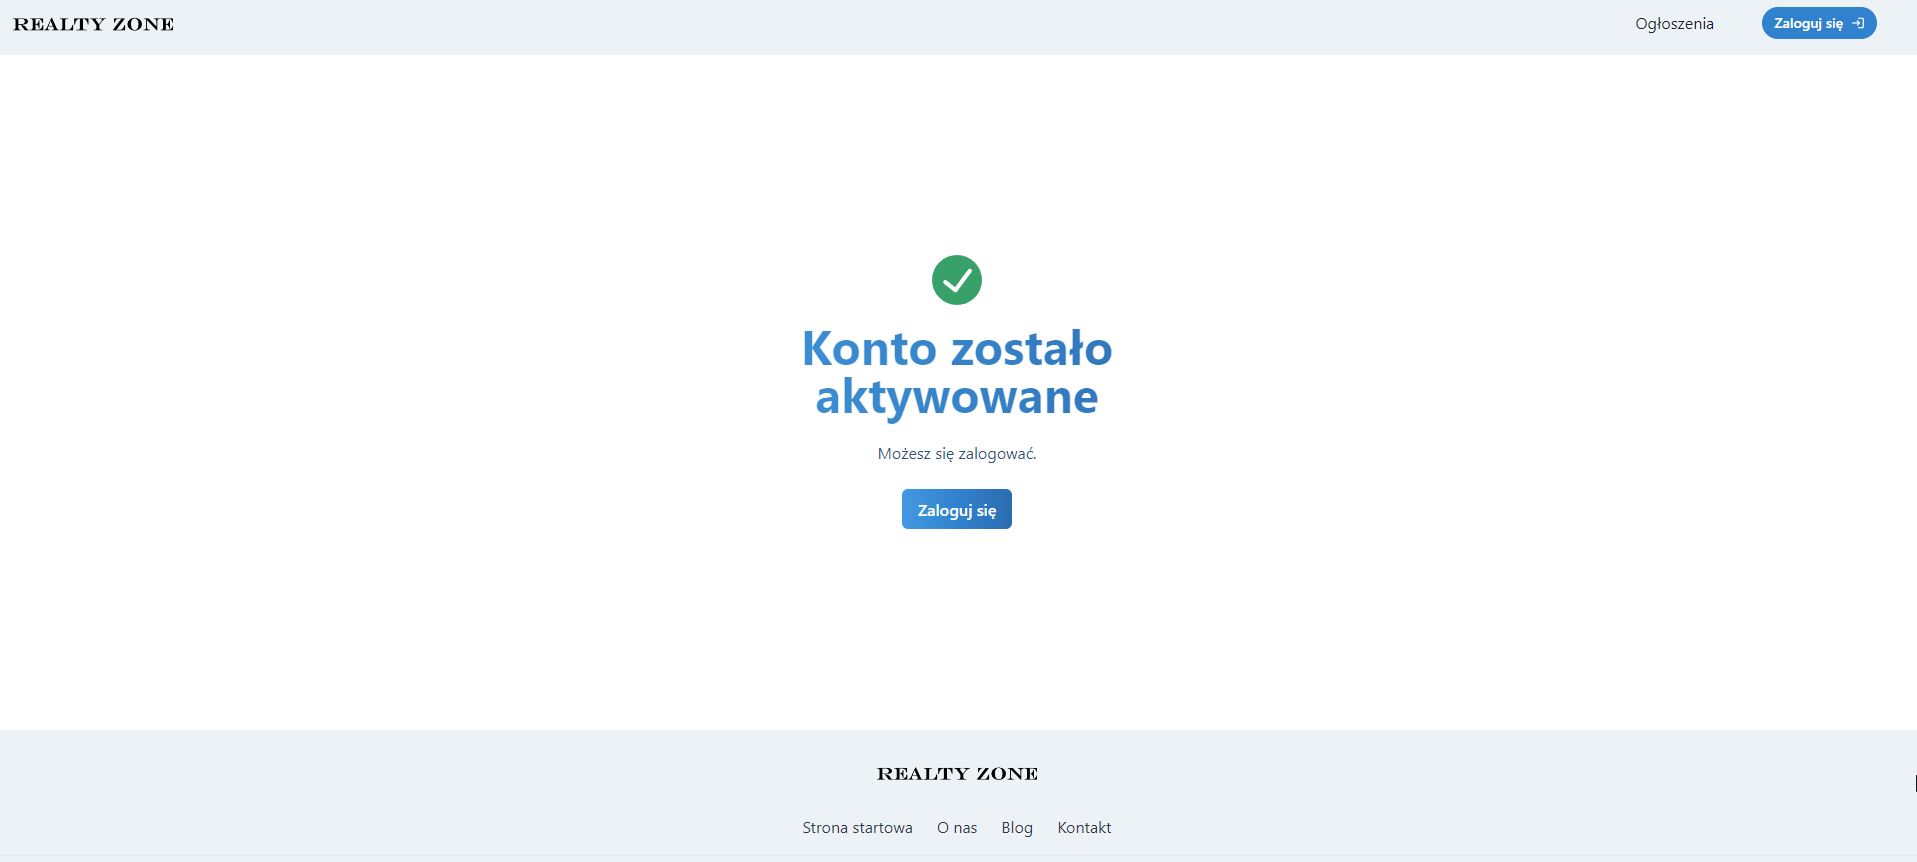 REALTY ZONE
Ogłoszenia
Zaloguj się
Konto zostało
aktywowane
Możesz się zalogować.
Zaloguj się
REALTY ZONE
Strona startowa
O nas
Blog
Kontakt